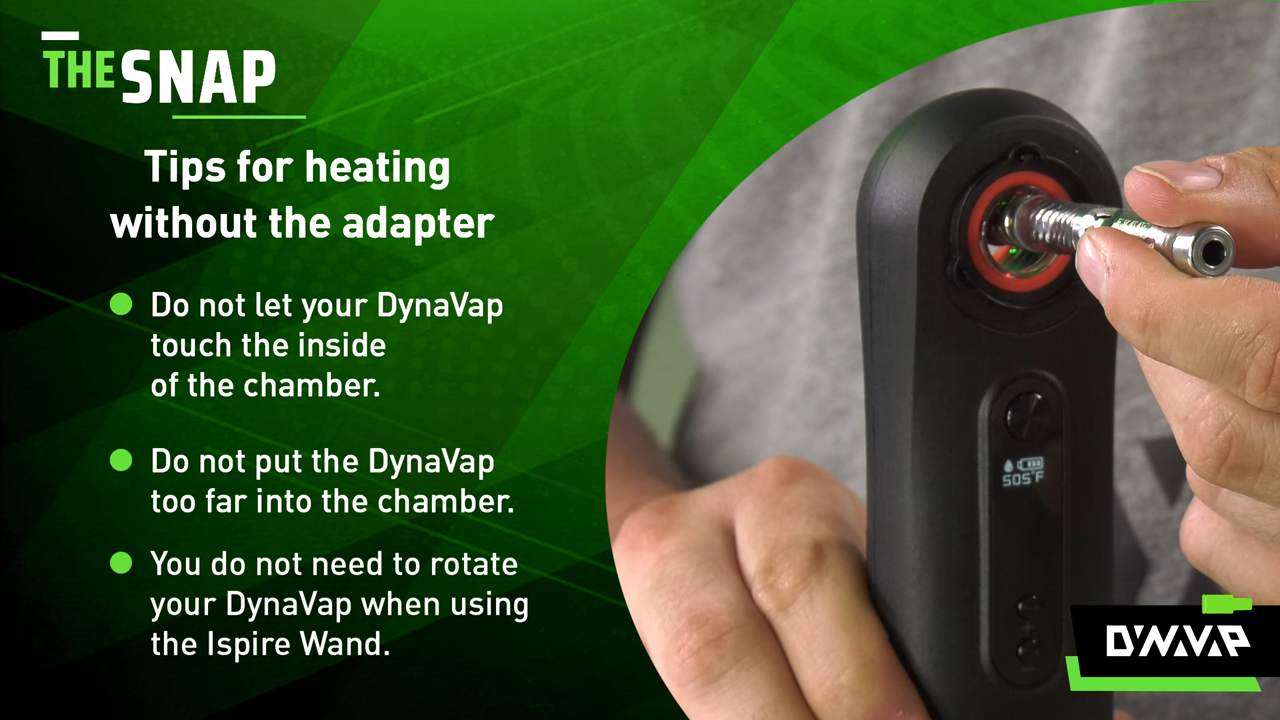 THE SNAP
Tips for heating
without the adapter
Do not let your DynaVap
touch the inside
of the chamber.
Do not put the DynaVap
too far into the chamber.
You do not need to rotate
your DynaVap when using
the Ispire Wand.
505°F
DYNAVAP